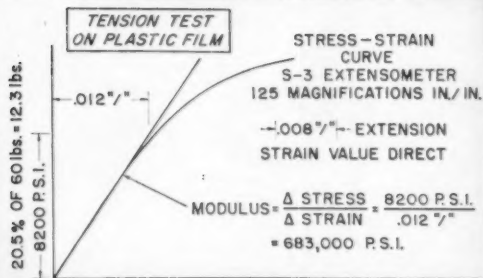 TENSION TEST
ON PLASTIC FILM
STRESS-STRAIN
CURVE
S-3 EXTENSOMETER
125 MAGNIFICATIONS IN./IN.
.012"/"
.008"/" EXTENSION
STRAIN VALUE DIRECT
20.5% OF 60 lbs. = 12.3 lbs.
8200 P.S.I.
MODULUS = Δ STRESS / Δ STRAIN = 8200 P.S.I. / .012"/"
= 683,000 P.S.I.